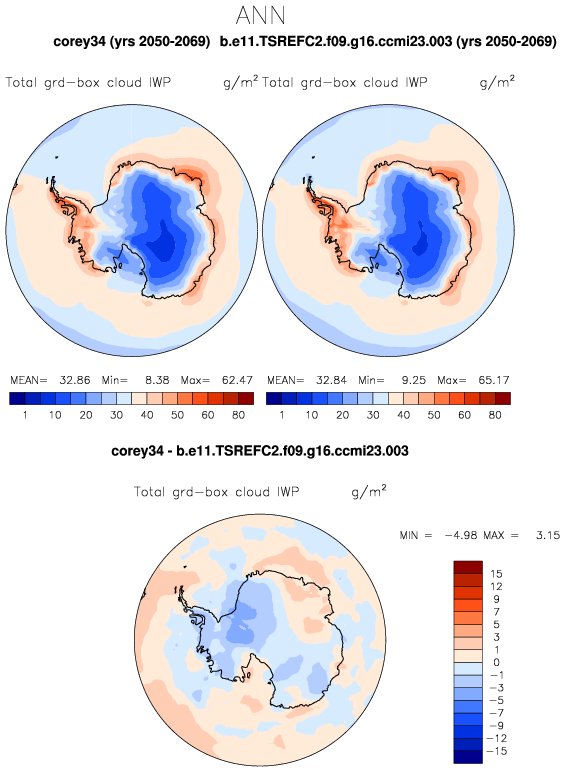 ANN
corey34 (yrs 2050-2069) b.e11.TSREFC2.f09.g16.ccmi23.003 (yrs 2050-2069)
Total grd-box cloud IWP g/m² Total grd-box cloud IWP g/m²
MEAN= 32.86 Min= 8.38 Max= 62.47 MEAN= 32.84 Min= 9.25 Max= 65.17
1 10 20 30 40 50 60 80 1 10 20 30 40 50 60 80
corey34 - b.e11.TSREFC2.f09.g16.ccmi23.003
Total grd-box cloud IWP g/m²
MIN = -4.98 MAX = 3.15
15
12
9
7
5
3
1
0
-1
-3
-5
-7
-9
-12
-15